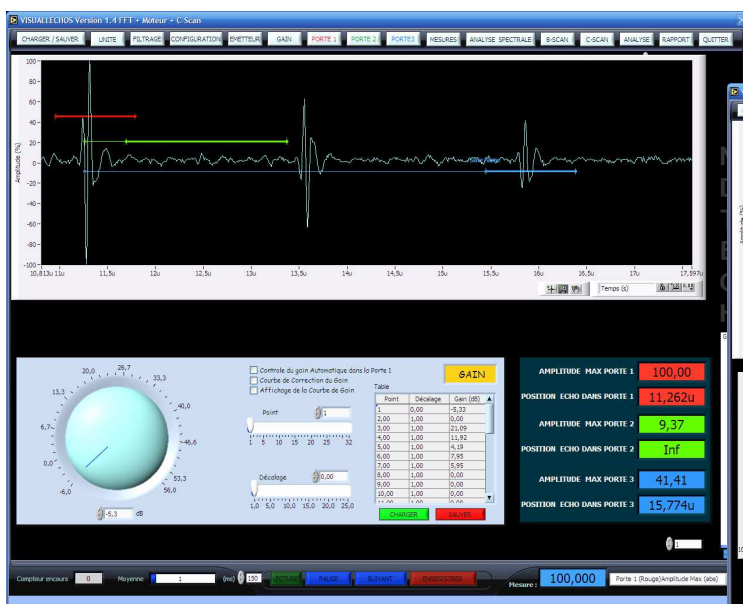 VISUALLECHOS Version 1.4 FFT + Moteur + C-Scan
CHARGER / SAUVER UNITE FILTRAGE CONFIGURATION EMETTEUR GAIN PORTE 1 PORTE 2 PORTE3 MESURES ANALYSE SPECTRALE B-SCAN C-SCAN ANALYSE RAPPORT QUITTER
Amplitude (%)
100
80
60
40
20
0
-20
-40
-60
-80
-100
10,813u 11u 11,5u 12u 12,5u 13u 13,5u 14u 14,5u 15u 15,5u 16u 16,5u 17u 17,597u
Temps (s)
Controle du gain Automatique dans la Porte 1
Courbe de Correction du Gain
Affichage de la Courbe de Gain
GAIN
-6,0 0,0 6,7 13,3 20,0 26,7 33,3 40,0 46,6 53,3 56,0
-5,3 dB
Point 1
1 5 10 15 20 25 32
Décalage 0,00
1,0 5,0 10,0 15,0 20,0 25,0
Table
Point Décalage Gain (dB)
1 0,00 -5,33
2,00 1,00 0,00
3,00 1,00 21,09
4,00 1,00 11,92
5,00 1,00 4,19
6,00 1,00 7,95
7,00 1,00 5,95
8,00 1,00 0,00
9,00 1,00 0,00
10,00 1,00 0,00
11,00 1,00 0,00
CHARGER SAUVER
AMPLITUDE MAX PORTE 1 100,00
POSITION ECHO DANS PORTE 1 11,262u
AMPLITUDE MAX PORTE 2 9,37
POSITION ECHO DANS PORTE 2 Inf
AMPLITUDE MAX PORTE 3 41,41
POSITION ECHO DANS PORTE 3 15,774u
1
Compteur encours 0 Moyenne 1 (ms) 150 LECTURE PAUSE SUIVANT ENREGISTRER Mesure : 100,000 Porte 1 (Rouge)Amplitude Max (abs)